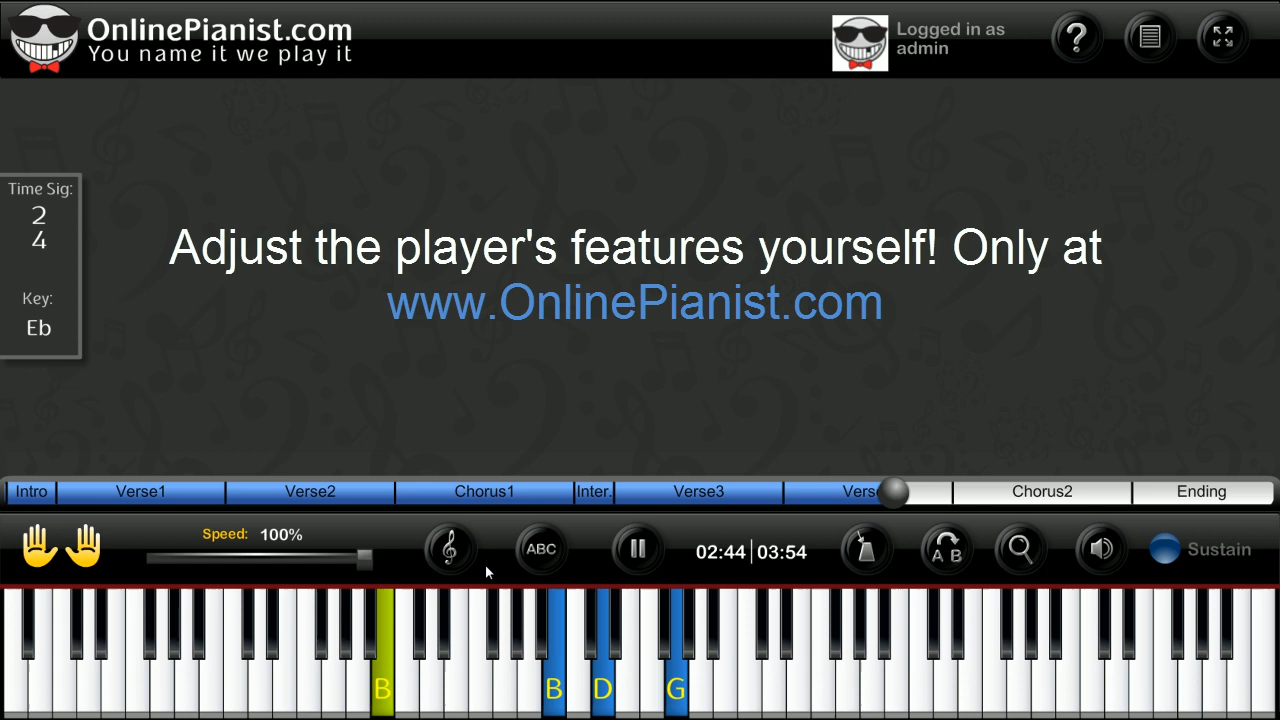 OnlinePianist.com
You name it we play it
Logged in as
admin
?
Time Sig:
2
4
Key:
Eb
Adjust the player's features yourself! Only at
www.OnlinePianist.com
Intro Verse1 Verse2 Chorus1 Inter. Verse3 Vers Chorus2 Ending
Speed: 100%
ABC
02:44 03:54
A B
Sustain
B B D G